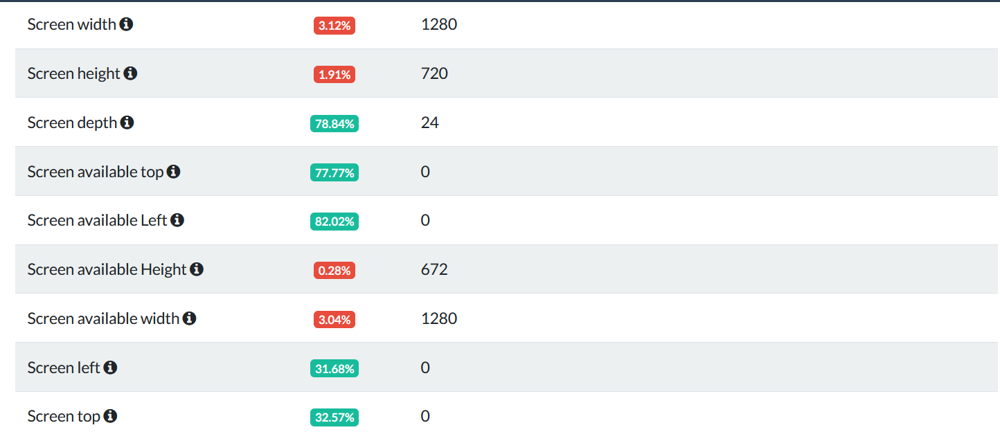 Screen width 3.12% 1280
Screen height 1.91% 720
Screen depth 78.84% 24
Screen available top 77.77% 0
Screen available Left 82.02% 0
Screen available Height 0.28% 672
Screen available width 3.04% 1280
Screen left 31.68% 0
Screen top 32.57% 0